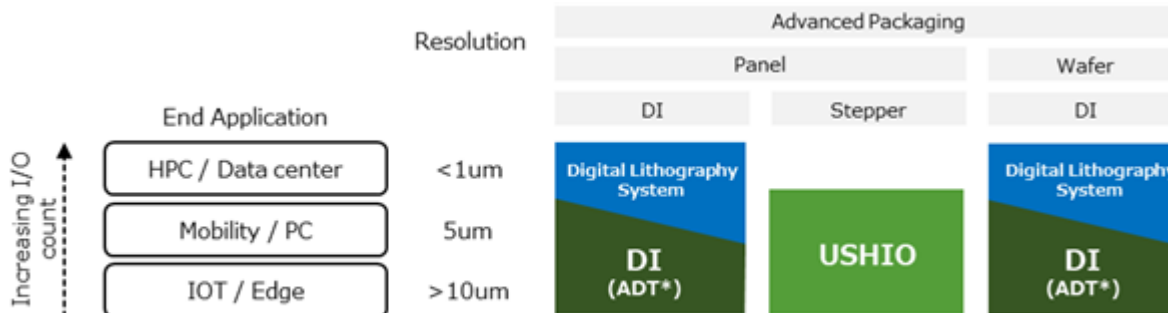 Advanced Packaging
Resolution
Panel
Wafer
End Application
DI
Stepper
DI
Increasing I/O
count
HPC / Data center
<1um
Digital Lithography
System
Digital Lithography
System
Mobility / PC
5um
USHIO
IOT / Edge
>10um
DI
(ADT*)
DI
(ADT*)